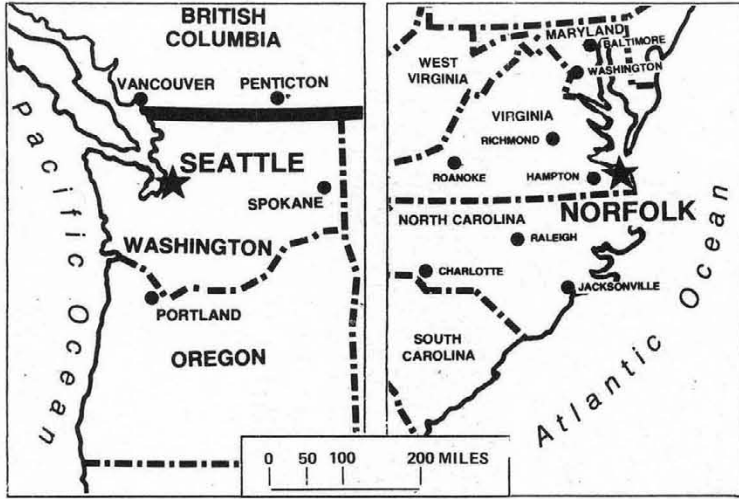 BRITISH
COLUMBIA
VANCOUVER
PENTICTON
SEATTLE
SPOKANE
WASHINGTON
PORTLAND
OREGON
Pacific Ocean
MARYLAND
BALTIMORE
WEST
VIRGINIA
WASHINGTON
VIRGINIA
RICHMOND
ROANOKE
HAMPTON
NORFOLK
NORTH CAROLINA
RALEIGH
CHARLOTTE
JACKSONVILLE
SOUTH
CAROLINA
Atlantic Ocean
0 50 100 200 MILES